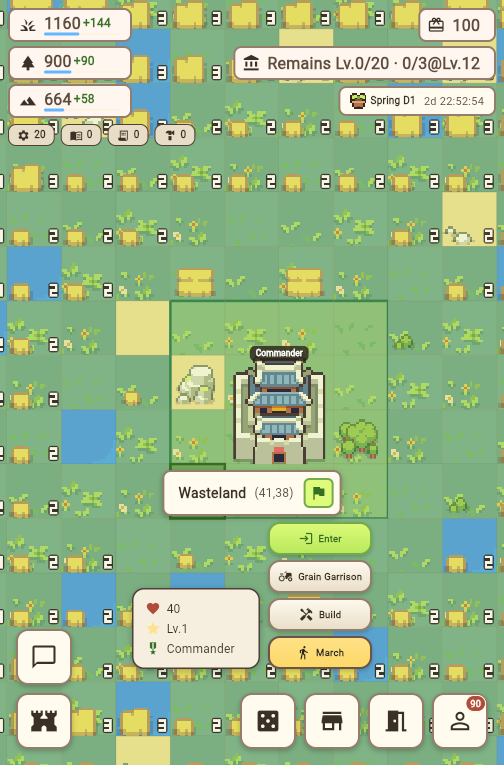 1160 +144
100
900 +90
Remains Lv.0/20 · 0/3@Lv.12
664 +58
Spring D1 2d 22:52:54
20 0 0 0
Commander
Wasteland (41,38)
Enter
Grain Garrison
40
Build
Lv.1
Commander
March
90